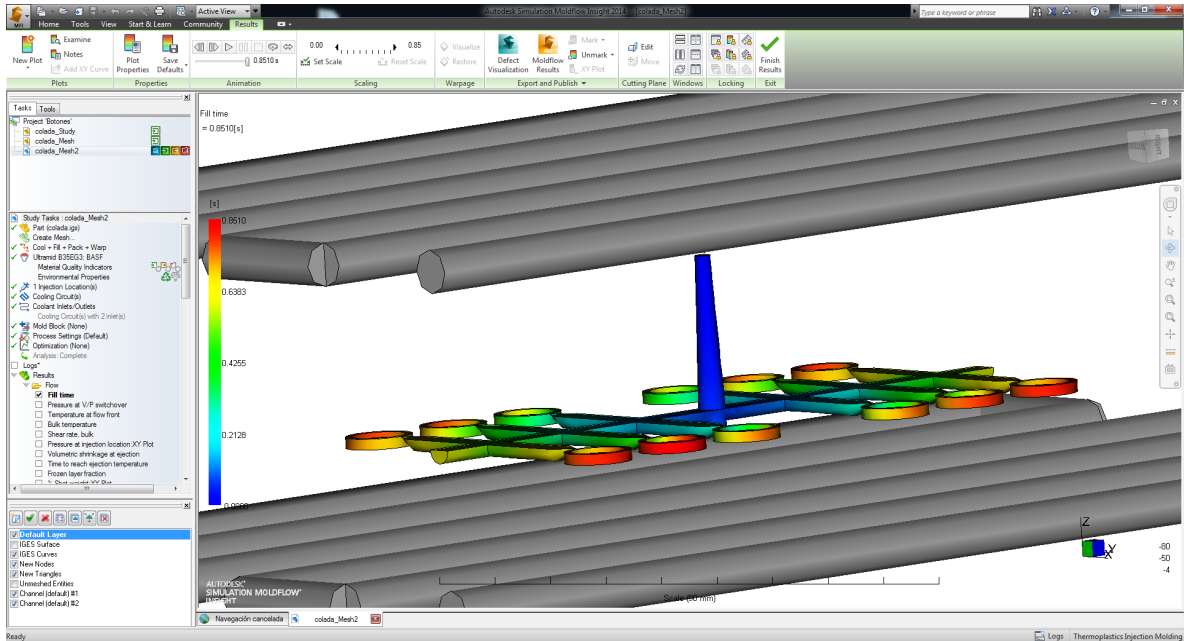 Active View
Autodesk Simulation Moldflow Insight 201
colada_Mesh2
Type a keyword or phrase
MFI
Home Tools View Start & Learn Community Results
New Plot
Examine
Notes
Add XY Curve
Plots
Plot Properties
Save Defaults
Properties
0.8510 s
Animation
0.00
0.85
Set Scale
Reset Scale
Scaling
Visualize
Restore
Warpage
Defect Visualization
Moldflow Results
Mark
Unmark
XY Plot
Export and Publish
Edit
Move
Cutting Plane
Windows
Locking
Finish Results
Exit
Tasks Tools
Project 'Botones'
colada_Study
colada_Mesh
colada_Mesh2
Study Tasks : colada_Mesh2
Part (colada.igs)
Create Mesh...
Cool + Fill + Pack + Warp
Ultramid B35EG3: BASF
Material Quality Indicators
Environmental Properties
1 Injection Location(s)
Cooling Circuit(s)
Coolant Inlets/Outlets
Cooling Circuit(s) with 2 inlet(s)
Mold Block (None)
Process Settings (Default)
Optimization (None)
Analysis: Complete
Logs*
Results
Flow
Fill time
Pressure at V/P switchover
Temperature at flow front
Bulk temperature
Shear rate, bulk
Pressure at injection location:XY Plot
Volumetric shrinkage at ejection
Time to reach ejection temperature
Frozen layer fraction
% Shot weight:XY Plot
Default Layer
IGES Surface
IGES Curves
New Nodes
New Triangles
Unmeshed Entities
Channel (default) #1
Channel (default) #2
Fill time
= 0.8510[s]
[s]
0.8510
0.6383
0.4255
0.2128
RIGHT
Z
Y
X
-80
-50
-4
AUTODESK®
SIMULATION MOLDFLOW®
INSIGHT
Navegación cancelada
colada_Mesh2
Ready
Logs
Thermoplastics Injection Molding